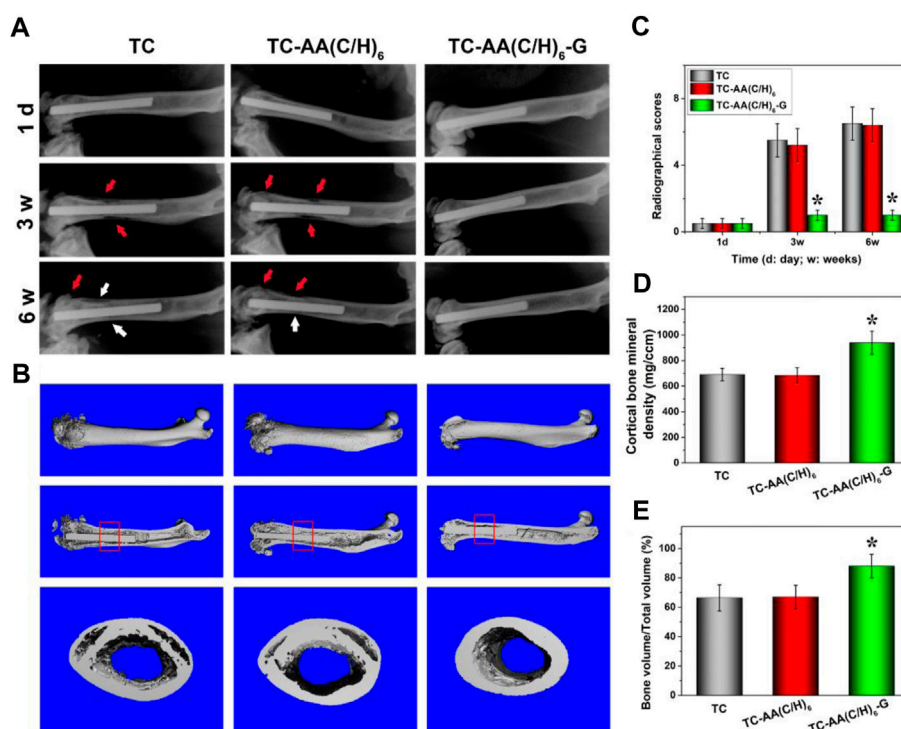 A
TC
TC-AA(C/H)6
TC-AA(C/H)6-G
1 d
3 w
6 w
B
C
Radiographical scores
6
3
0
TC
TC-AA(C/H)6
TC-AA(C/H)6-G
*
*
1d
3w
6w
Time (d: day; w: weeks)
D
Cortical bone mineral
density (mg/ccm)
1200
1000
800
600
400
200
0
*
TC
TC-AA(C/H)6
TC-AA(C/H)6-G
E
Bone volume/Total volume (%)
100
80
60
40
20
0
*
TC
TC-AA(C/H)6
TC-AA(C/H)6-G